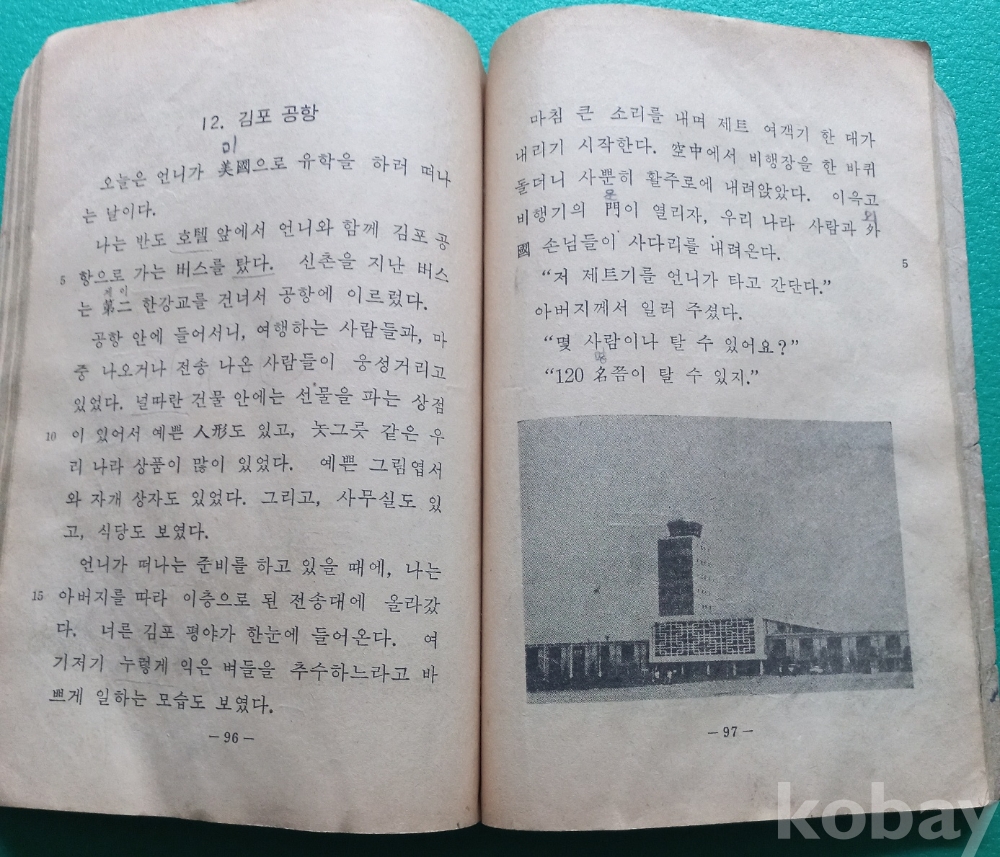 12. 김포 공항
미
오늘은 언니가 美國으로 유학을 하러 떠나
는 날이다.
나는 반도 호텔 앞에서 언니와 함께 김포 공
5 항으로 가는 버스를 탔다. 신촌을 지난 버스
제이
는 第二 한강교를 건너서 공항에 이르렀다.
공항 안에 들어서니, 여행하는 사람들과, 마
중 나오거나 전송 나온 사람들이 웅성거리고
있었다. 널따란 건물 안에는 선물을 파는 상점
10 이 있어서 예쁜 人形도 있고, 놋그릇 같은 우
리 나라 상품이 많이 있었다. 예쁜 그림엽서
와 자개 상자도 있었다. 그리고, 사무실도 있
고, 식당도 보였다.
언니가 떠나는 준비를 하고 있을 때에, 나는
15 아버지를 따라 이층으로 된 전송대에 올라갔
다. 너른 김포 평야가 한눈에 들어온다. 여
기저기 누렇게 익은 벼들을 추수하느라고 바
쁘게 일하는 모습도 보였다.
－96－
마침 큰 소리를 내며 제트 여객기 한 대가
내리기 시작한다. 空中에서 비행장을 한 바퀴
돌더니 사뿐히 활주로에 내려앉았다. 이윽고
문
비행기의 門이 열리자, 우리 나라 사람과 外
외
國 손님들이 사다리를 내려온다.
5
“저 제트기를 언니가 타고 간단다.”
아버지께서 일러 주셨다.
“몇 사람이나 탈 수 있어요?”
명
“120 名쯤이 탈 수 있지.”
－97－
kobay